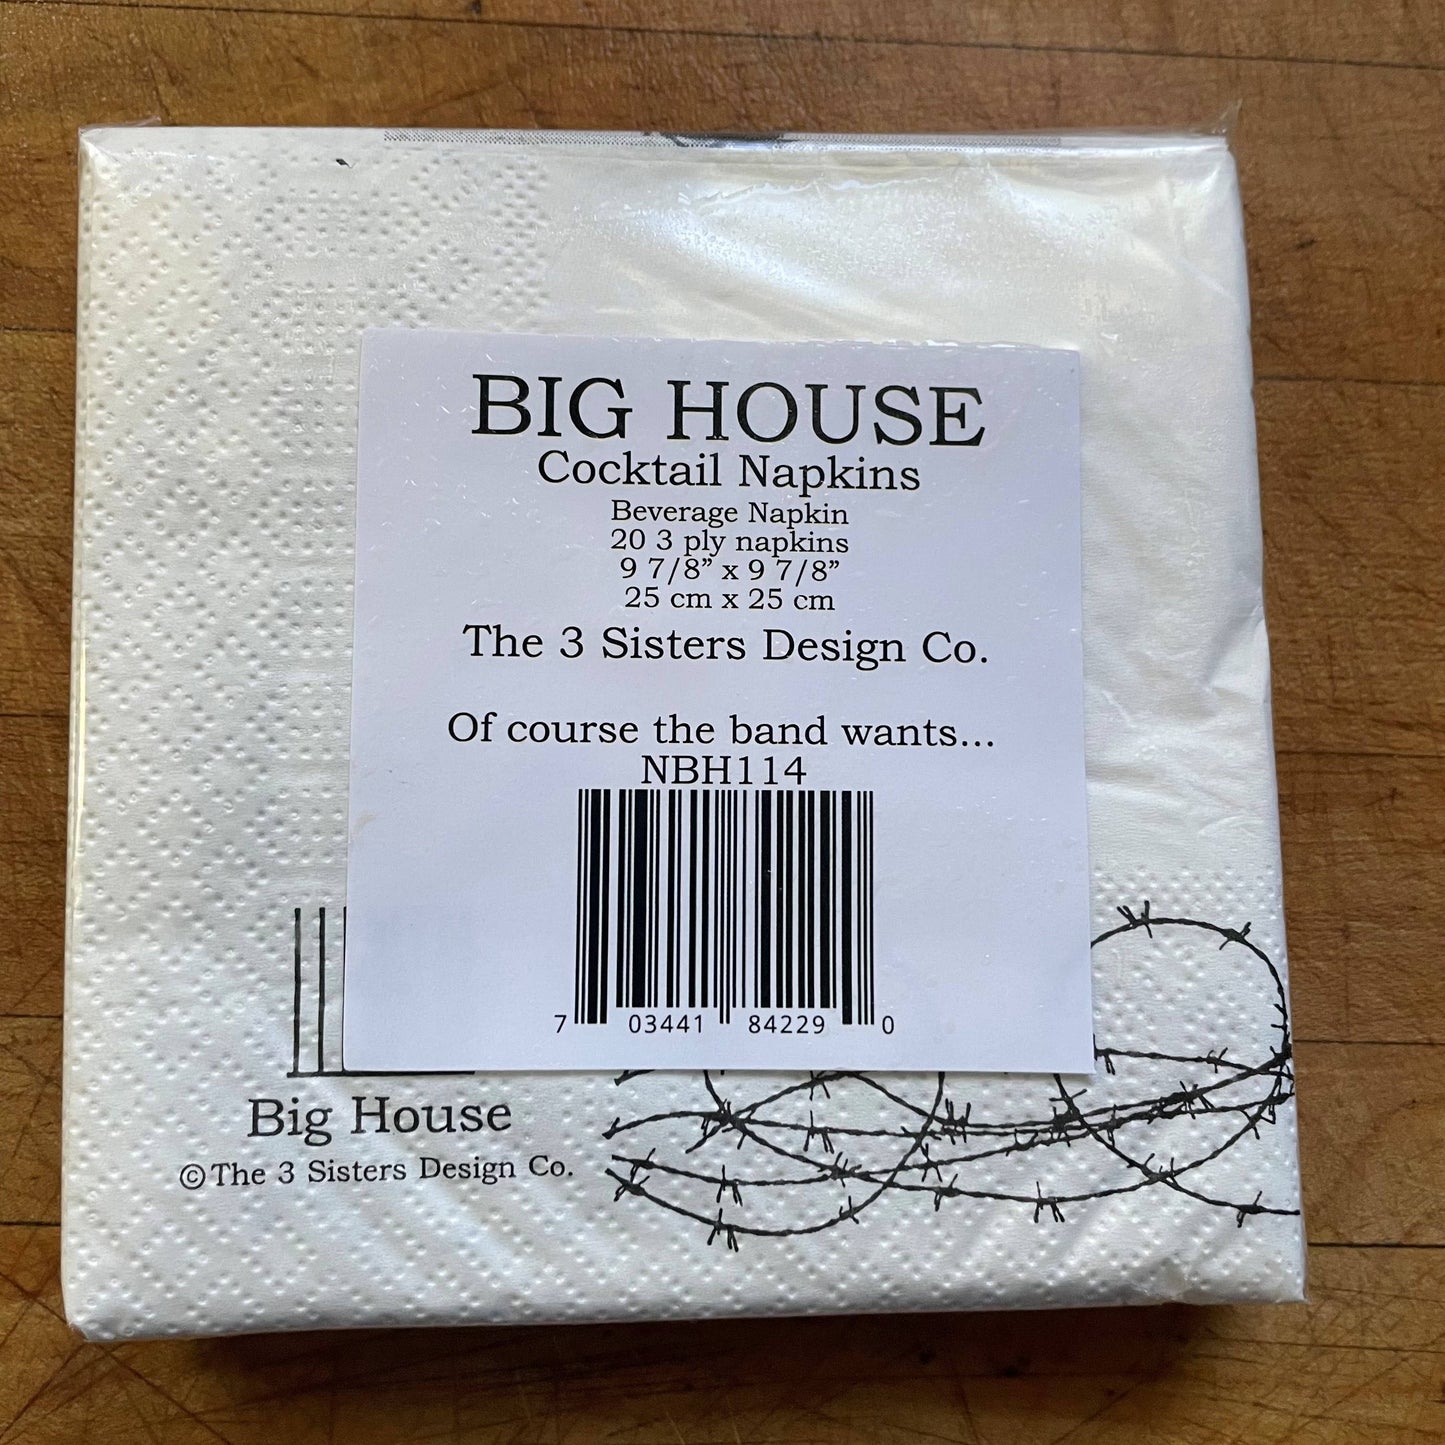 BIG HOUSE
Cocktail Napkins
Beverage Napkin
20 3 ply napkins
9 7/8” x 9 7/8”
25 cm x 25 cm
The 3 Sisters Design Co.
Of course the band wants...
NBH114
7 03441 84229 0
Big House
©The 3 Sisters Design Co.